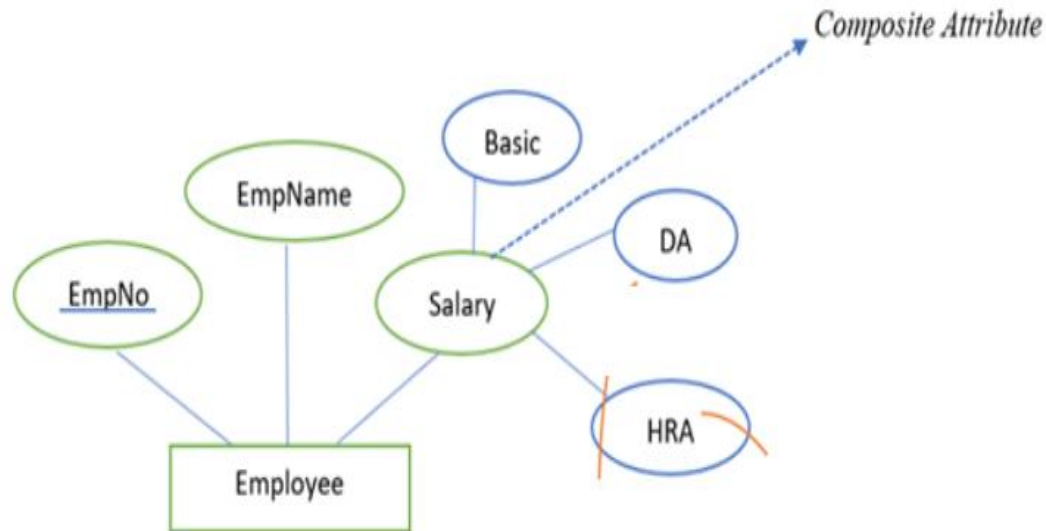 Composite Attribute
Basic
EmpName
DA
EmpNo
Salary
HRA
Employee